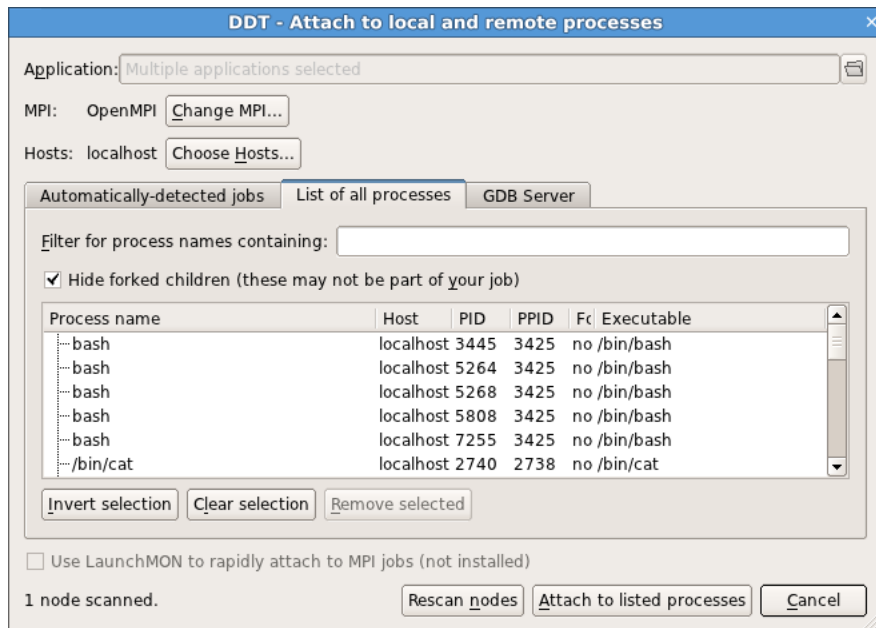 DDT - Attach to local and remote processes
Application: Multiple applications selected
MPI: OpenMPI Change MPI...
Hosts: localhost Choose Hosts...
Automatically-detected jobs List of all processes GDB Server
Filter for process names containing:
Hide forked children (these may not be part of your job)
Process name Host PID PPID Fo Executable
bash localhost 3445 3425 no /bin/bash
bash localhost 5264 3425 no /bin/bash
bash localhost 5268 3425 no /bin/bash
bash localhost 5808 3425 no /bin/bash
bash localhost 7255 3425 no /bin/bash
/bin/cat localhost 2740 2738 no /bin/cat
Invert selection Clear selection Remove selected
Use LaunchMON to rapidly attach to MPI jobs (not installed)
1 node scanned. Rescan nodes Attach to listed processes Cancel